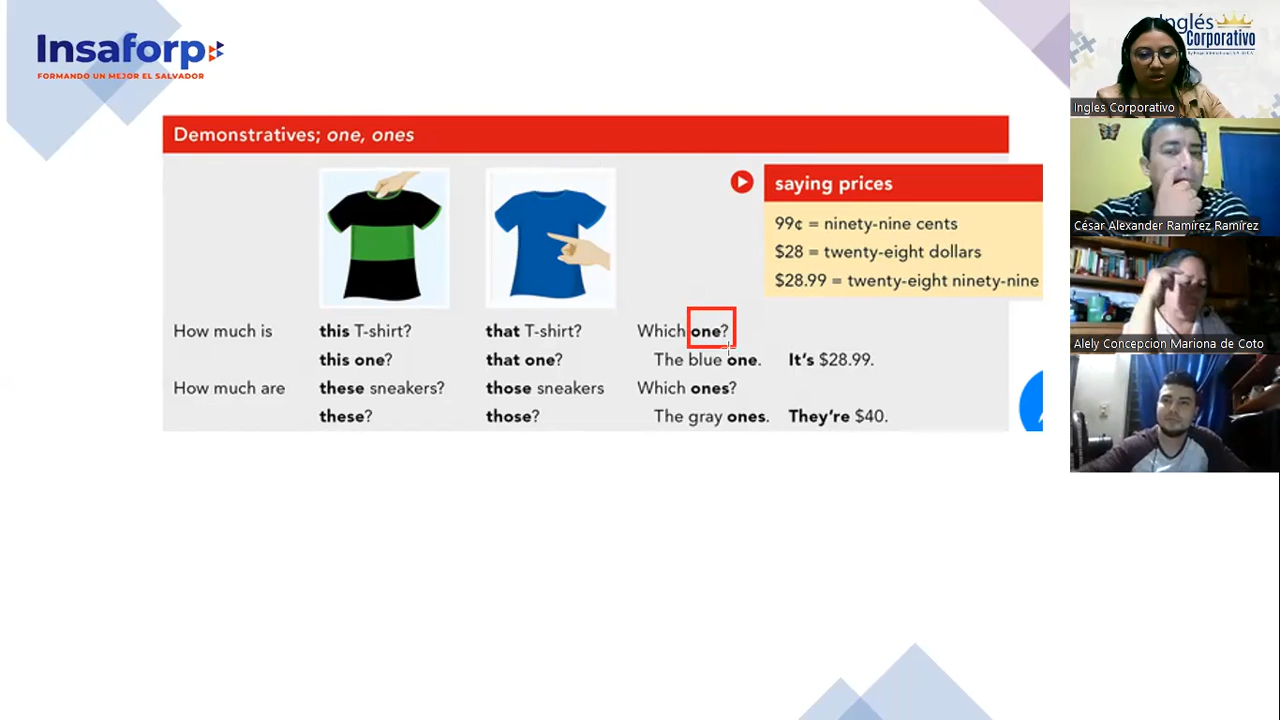 Insaforp
FORMANDO UN MEJOR EL SALVADOR
Demonstratives; one, ones
saying prices
99¢ = ninety-nine cents
$28 = twenty-eight dollars
$28.99 = twenty-eight ninety-nine
How much is this T-shirt? that T-shirt? Which one?
this one? that one? The blue one. It's $28.99.
How much are these sneakers? those sneakers Which ones?
these? those? The gray ones. They're $40.
Inglés
Corporativo
Ingles Corporativo
César Alexander Ramírez Ramírez
Alely Concepcion Mariona de Coto